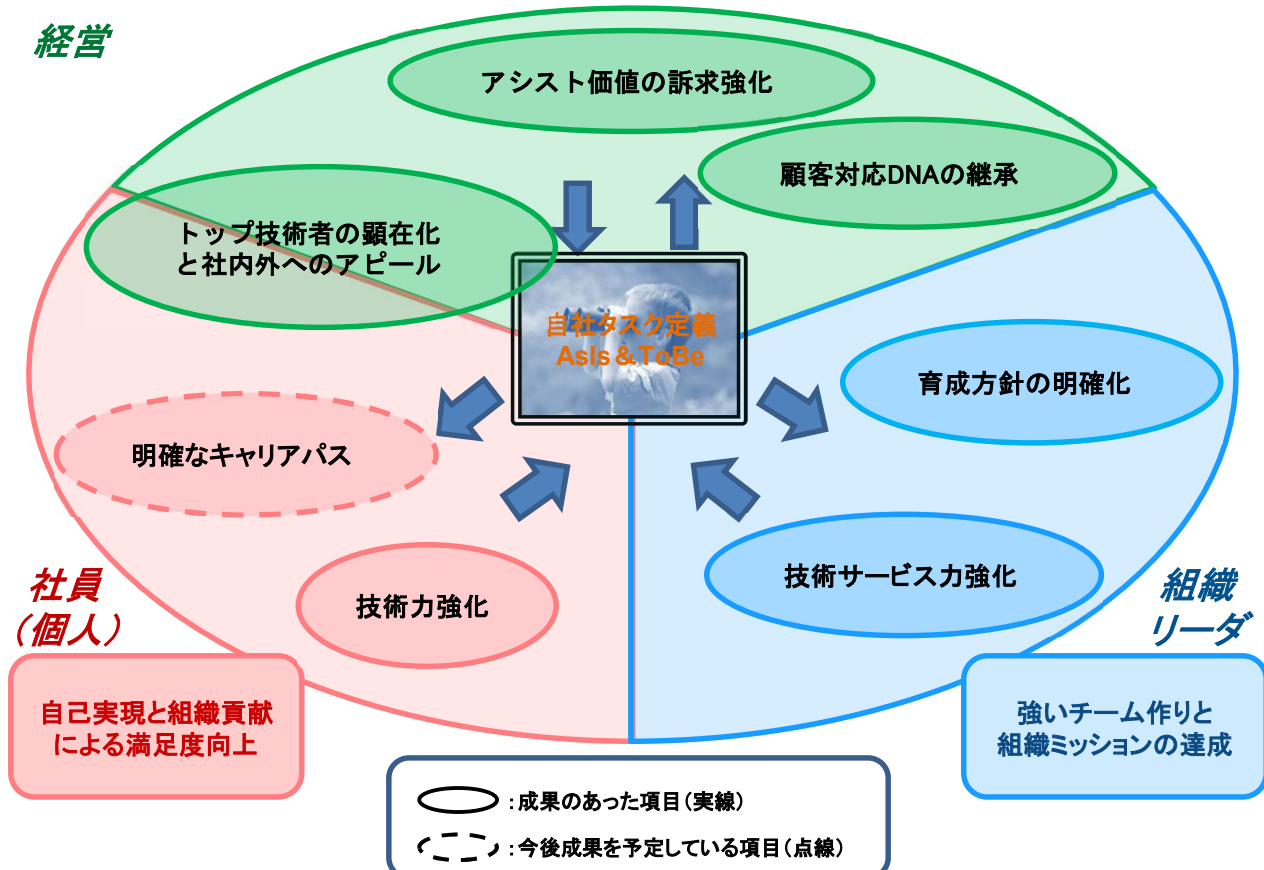 経営
アシスト価値の訴求強化
顧客対応DNAの継承
トップ技術者の顕在化
と社内外へのアピール
自社タスク定義
AsIs＆ToBe
育成方針の明確化
明確なキャリアパス
技術サービス力強化
技術力強化
社員
（個人）
組織
リーダ
自己実現と組織貢献
による満足度向上
強いチーム作りと
組織ミッションの達成
：成果のあった項目（実線）
：今後成果を予定している項目（点線）